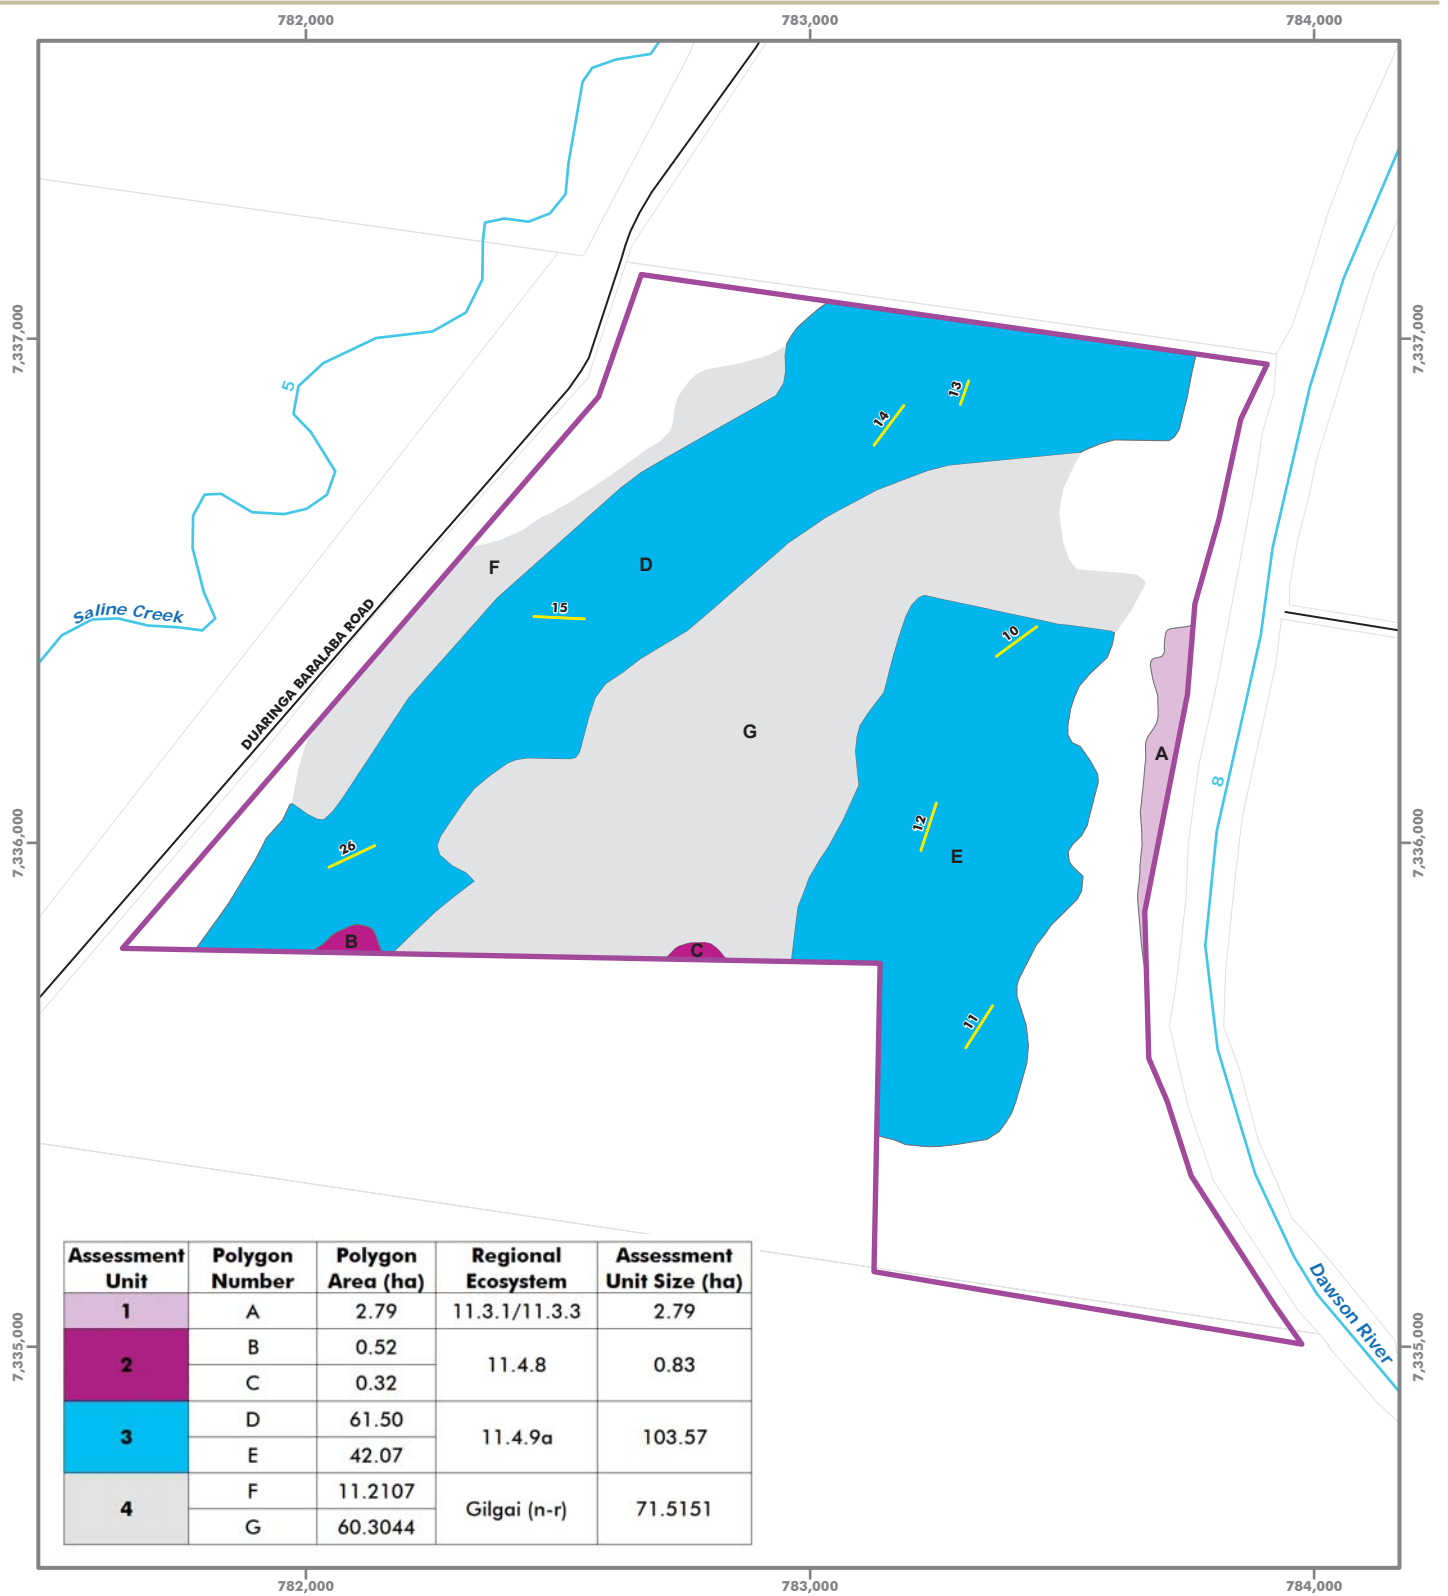 782,000 783,000 784,000
7,337,000 7,337,000
13
14
5
F D
15
Saline Creek
10
DUARINGA BARALABA ROAD
G
A
8
12
7,336,000 7,336,000
26
E
B
C
11
Dawson River
7,335,000 7,335,000
Assessment Unit Polygon Number Polygon Area (ha) Regional Ecosystem Assessment Unit Size (ha)
1 A 2.79 11.3.1/11.3.3 2.79
2 B 0.52 11.4.8 0.83
C 0.32
3 D 61.50 11.4.9a 103.57
E 42.07
4 F 11.2107 Gilgai (n-r) 71.5151
G 60.3044
782,000 783,000 784,000